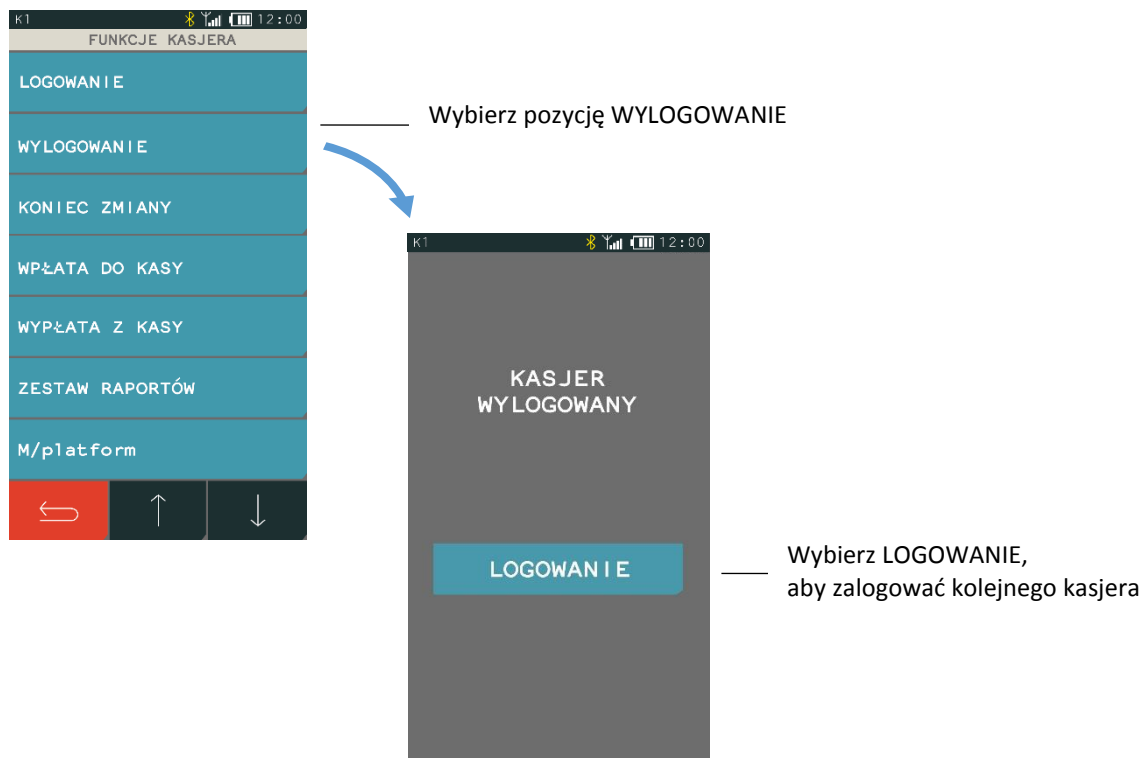 K1 12:00
FUNKCJE KASJERA
LOGOWANIE
WYLOGOWANIE
KONIEC ZMIANY
WPŁATA DO KASY
WYPŁATA Z KASY
ZESTAW RAPORTÓW
M/platform
Wybierz pozycję WYLOGOWANIE
K1 12:00
KASJER
WYLOGOWANY
LOGOWANIE
Wybierz LOGOWANIE,
aby zalogować kolejnego kasjera